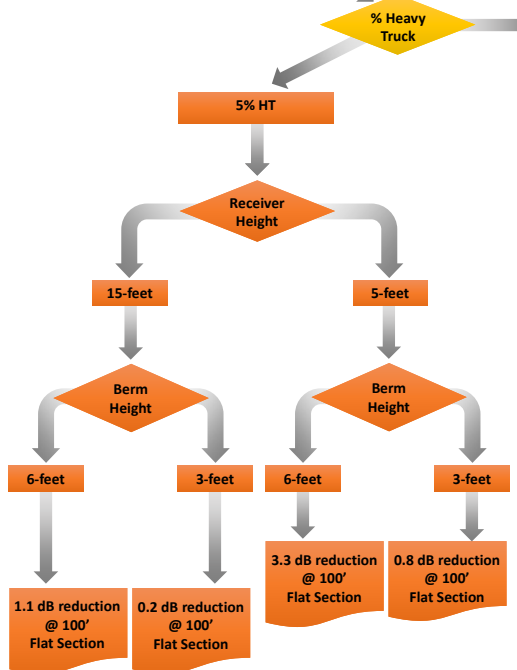 % Heavy
Truck
5% HT
Receiver
Height
15-feet
5-feet
Berm
Height
Berm
Height
6-feet
3-feet
6-feet
3-feet
1.1 dB reduction
@ 100'
Flat Section
0.2 dB reduction
@ 100'
Flat Section
3.3 dB reduction
@ 100'
Flat Section
0.8 dB reduction
@ 100'
Flat Section